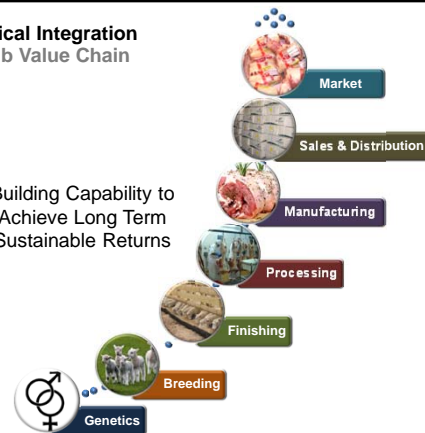 ical Integration
b Value Chain
Market
Sales & Distribution
Building Capability to
Achieve Long Term
Sustainable Returns
Manufacturing
Processing
Finishing
Breeding
Genetics